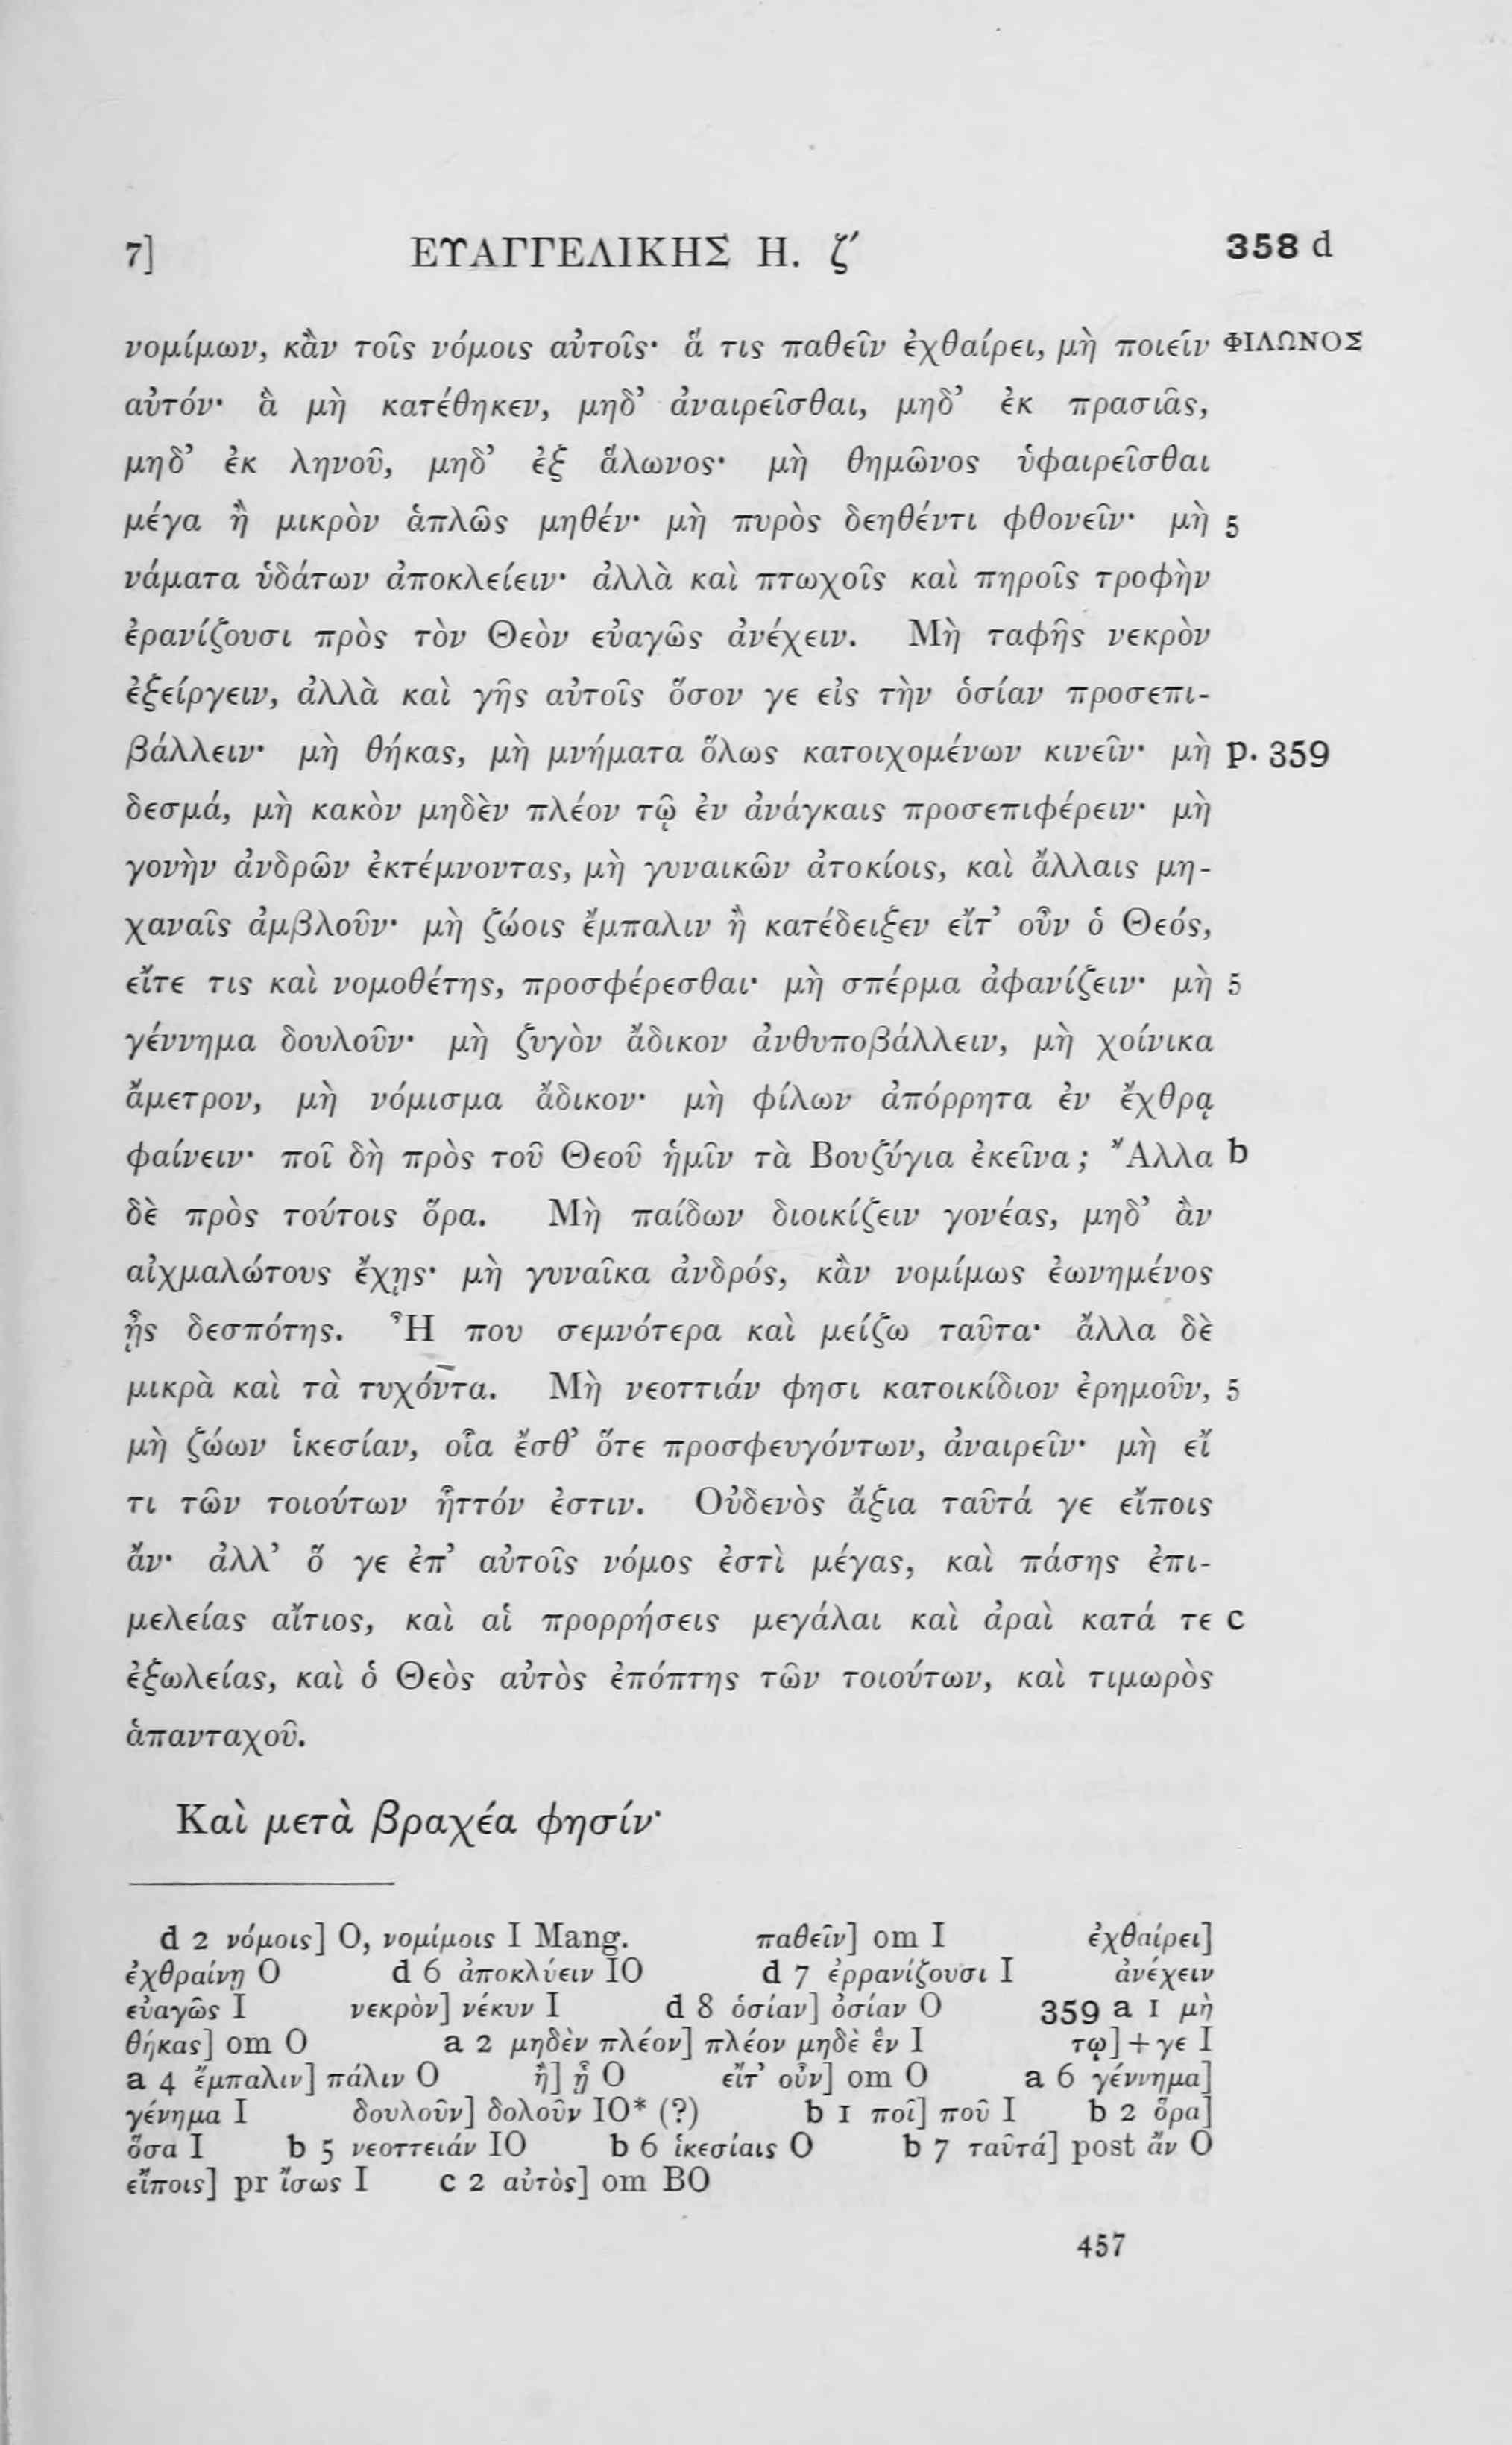 7] ΕΥΑΓΓΕΛΙΚΗΣ Η. ζ′ 358 d
νομίμων, κἂν τοῖς νόμοις αὐτοῖς· ἅ τις παθεῖν ἐχθαίρει, μὴ ποιεῖν ΦΙΛΩΝΟΣ
αὐτόν· ἃ μὴ κατέθηκεν, μηδ’ ἀναιρεῖσθαι, μηδ’ ἐκ πρασιᾶς,
μηδ’ ἐκ ληνοῦ, μηδ’ ἐξ ἅλωνος· μὴ θημῶνος ὑφαιρεῖσθαι
μέγα ἢ μικρὸν ἁπλῶς μηθέν· μὴ πυρὸς δεηθέντι φθονεῖν· μὴ 5
νάματα ὑδάτων ἀποκλείειν· ἀλλὰ καὶ πτωχοῖς καὶ πηροῖς τροφὴν
ἐρανίζουσι πρὸς τὸν Θεὸν εὐαγῶς ἀνέχειν. Μὴ ταφῆς νεκρὸν
ἐξείργειν, ἀλλὰ καὶ γῆς αὐτοῖς ὅσον γε εἰς τὴν ὁσίαν προσεπι-
βάλλειν· μὴ θήκας, μὴ μνήματα ὅλως κατοιχομένων κινεῖν· μὴ p. 359
δεσμά, μὴ κακὸν μηδὲν πλέον τῷ ἐν ἀνάγκαις προσεπιφέρειν· μὴ
γονὴν ἀνδρῶν ἐκτέμνοντας, μὴ γυναικῶν ἀτοκίοις, καὶ ἄλλαις μη-
χαναῖς ἀμβλοῦν· μὴ ζώοις ἔμπαλιν ἢ κατέδειξεν εἴτ’ οὖν ὁ Θεός,
εἴτε τις καὶ νομοθέτης, προσφέρεσθαι· μὴ σπέρμα ἀφανίζειν· μὴ 5
γέννημα δουλοῦν· μὴ ζυγὸν ἄδικον ἀνθυποβάλλειν, μὴ χοίνικα
ἄμετρον, μὴ νόμισμα ἄδικον· μὴ φίλων ἀπόρρητα ἐν ἔχθρᾳ
φαίνειν· ποῖ δὴ πρὸς τοῦ Θεοῦ ἡμῖν τὰ Βουζύγια ἐκεῖνα; Ἄλλα b
δὲ πρὸς τούτοις ὅρα. Μὴ παίδων διοικίζειν γονέας, μηδ’ ἂν
αἰχμαλώτους ἔχῃς· μὴ γυναῖκα ἀνδρός, κἂν νομίμως ἐωνημένος
ᾖς δεσπότης. Ἦ που σεμνότερα καὶ μείζω ταῦτα· ἄλλα δὲ
μικρὰ καὶ τὰ τυχόντα. Μὴ νεοττιάν φησι κατοικίδιον ἐρημοῦν, 5
μὴ ζώων ἱκεσίαν, οἷα ἔσθ’ ὅτε προσφευγόντων, ἀναιρεῖν· μὴ εἴ
τι τῶν τοιούτων ἧττόν ἐστιν. Οὐδενὸς ἄξια ταῦτά γε εἴποις
ἄν· ἀλλ’ ὅ γε ἐπ’ αὐτοῖς νόμος ἐστὶ μέγας, καὶ πάσης ἐπι-
μελείας αἴτιος, καὶ αἱ προρρήσεις μεγάλαι καὶ ἀραὶ κατά τε c
ἐξωλείας, καὶ ὁ Θεὸς αὐτὸς ἐπόπτης τῶν τοιούτων, καὶ τιμωρὸς
ἁπανταχοῦ.
Καὶ μετὰ βραχέα φησίν·
d 2 νόμοις] O, νομίμοις I Mang. παθεῖν] om I ἐχθαίρει]
ἐχθραίνῃ O d 6 ἀποκλύειν IO d 7 ἐρρανίζουσι I ἀνέχειν
εὐαγῶς I νεκρὸν] νέκυν I d 8 ὁσίαν] ὀσίαν O 359 a 1 μὴ
θήκας] om O a 2 μηδὲν πλέον] πλέον μηδὲ ἓν I τῳ] + γε I
a 4 ἔμπαλιν] πάλιν O ἢ] ᾗ O εἴτ’ οὖν] om O a 6 γέννημα]
γένημα I δουλοῦν] δολοῦν IO* (?) b 1 ποῖ] ποῦ I b 2 ὅρα]
ὅσα I b 5 νεοττειάν IO b 6 ἱκεσίαις O b 7 ταῦτά] post ἄν O
εἴποις] pr ἴσως I c 2 αὐτὸς] om BO
457